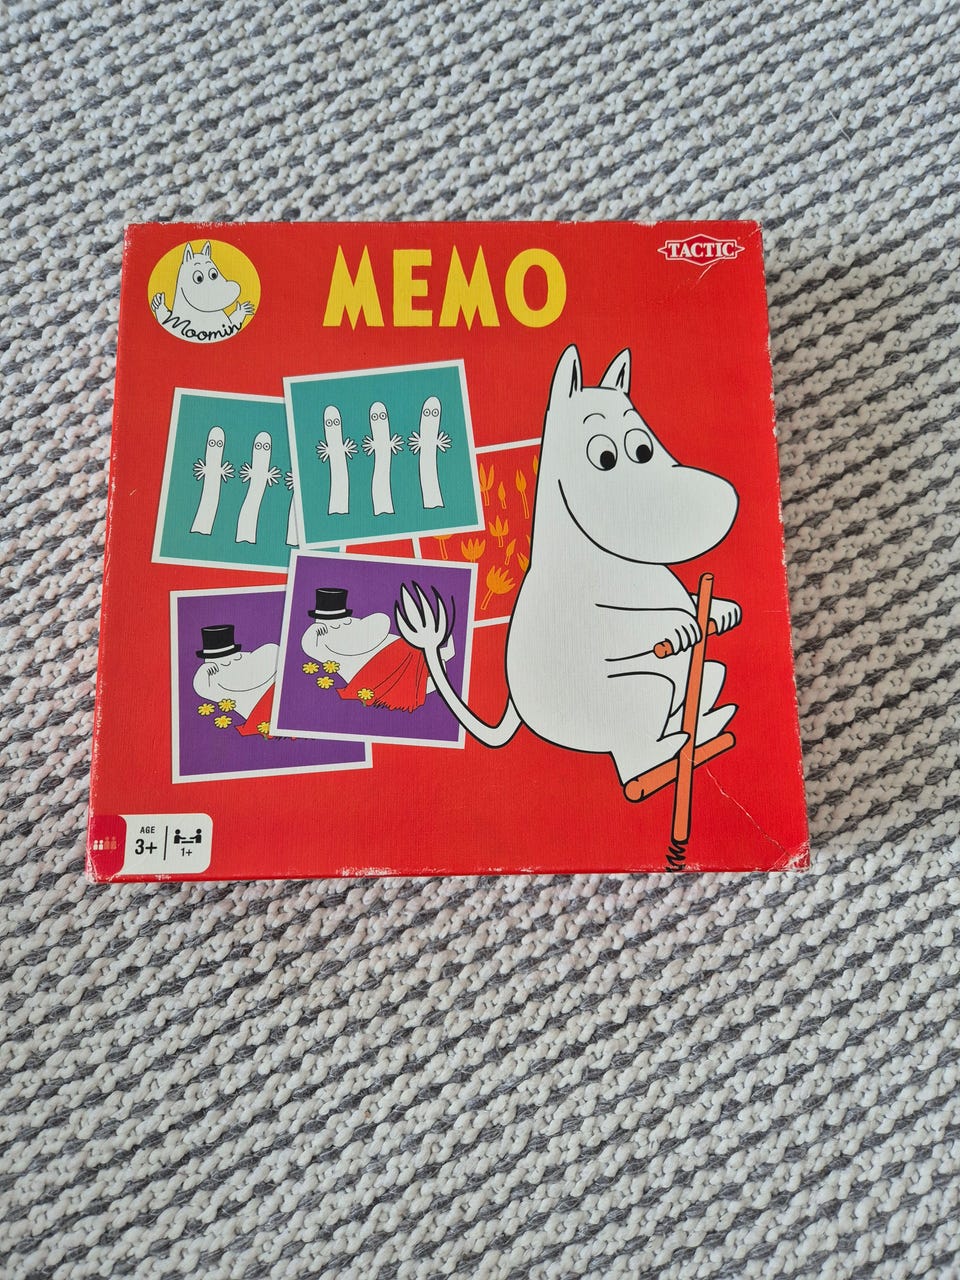 Moomin
MEMO
TACTIC
AGE
3+
1+